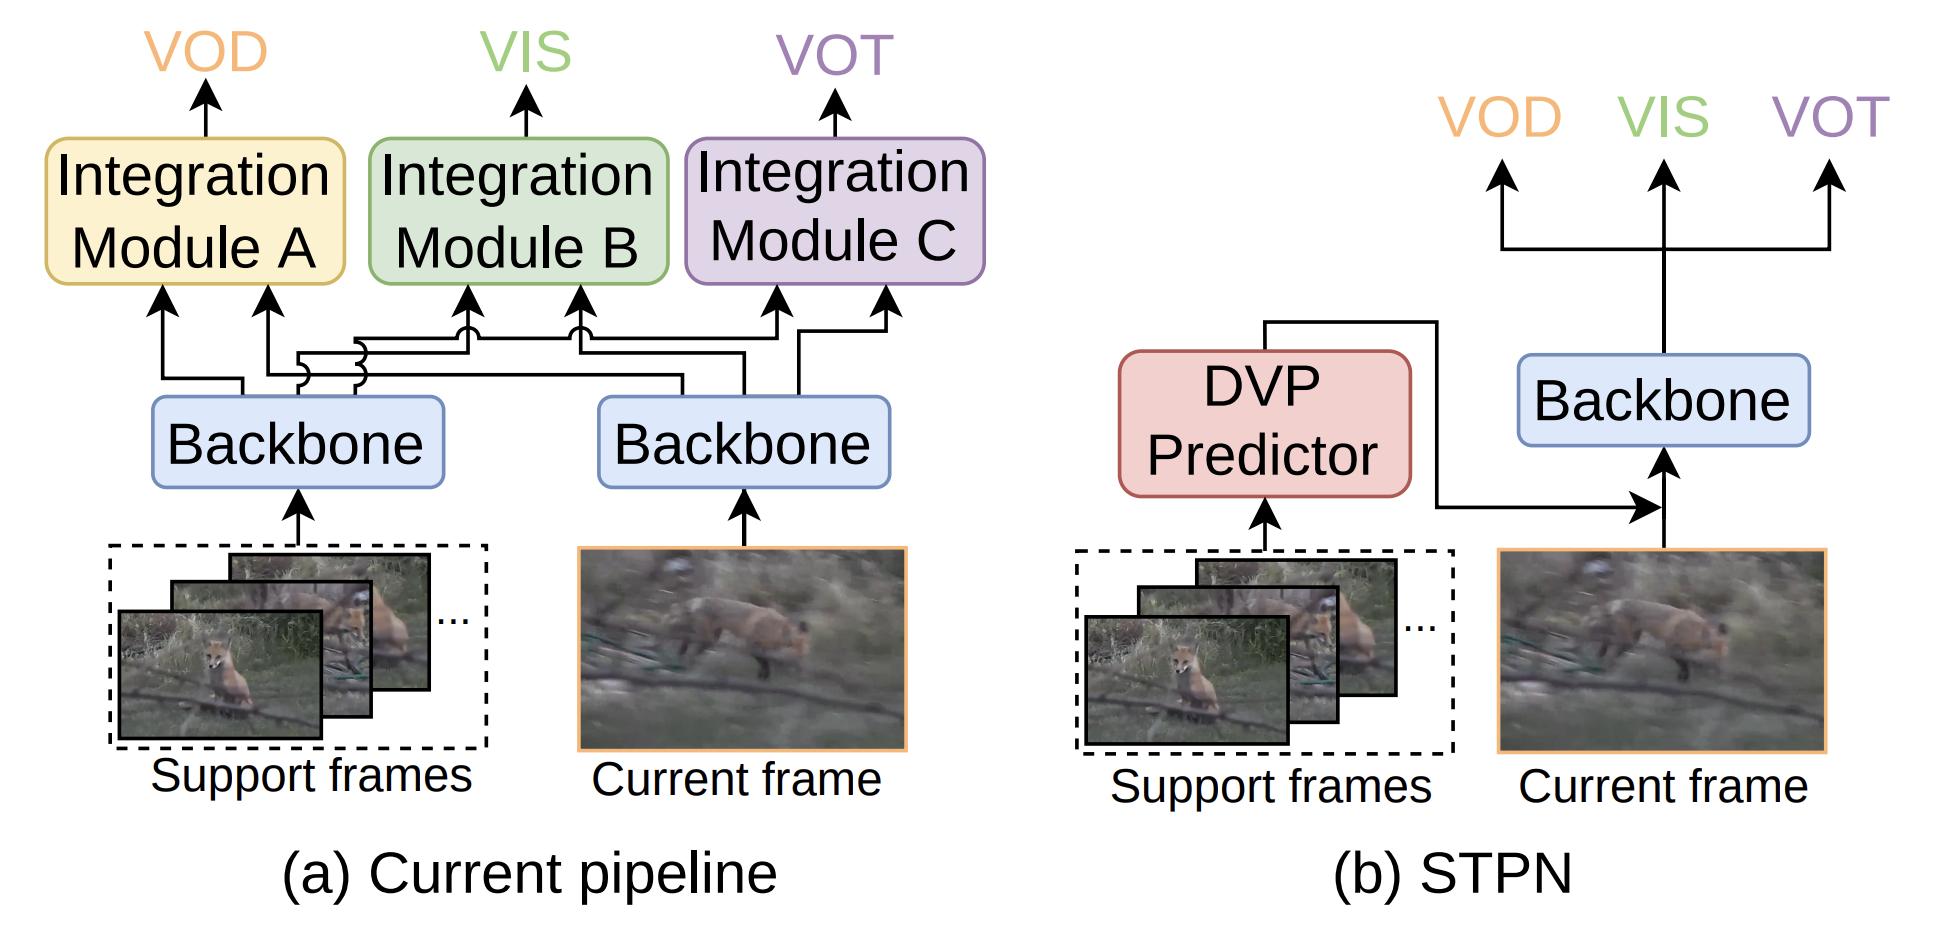 VOD
VIS
VOT
Integration
Module A
Integration
Module B
Integration
Module C
Backbone
Backbone
...
Support frames
Current frame
(a) Current pipeline
VOD
VIS
VOT
DVP
Predictor
Backbone
...
Support frames
Current frame
(b) STPN